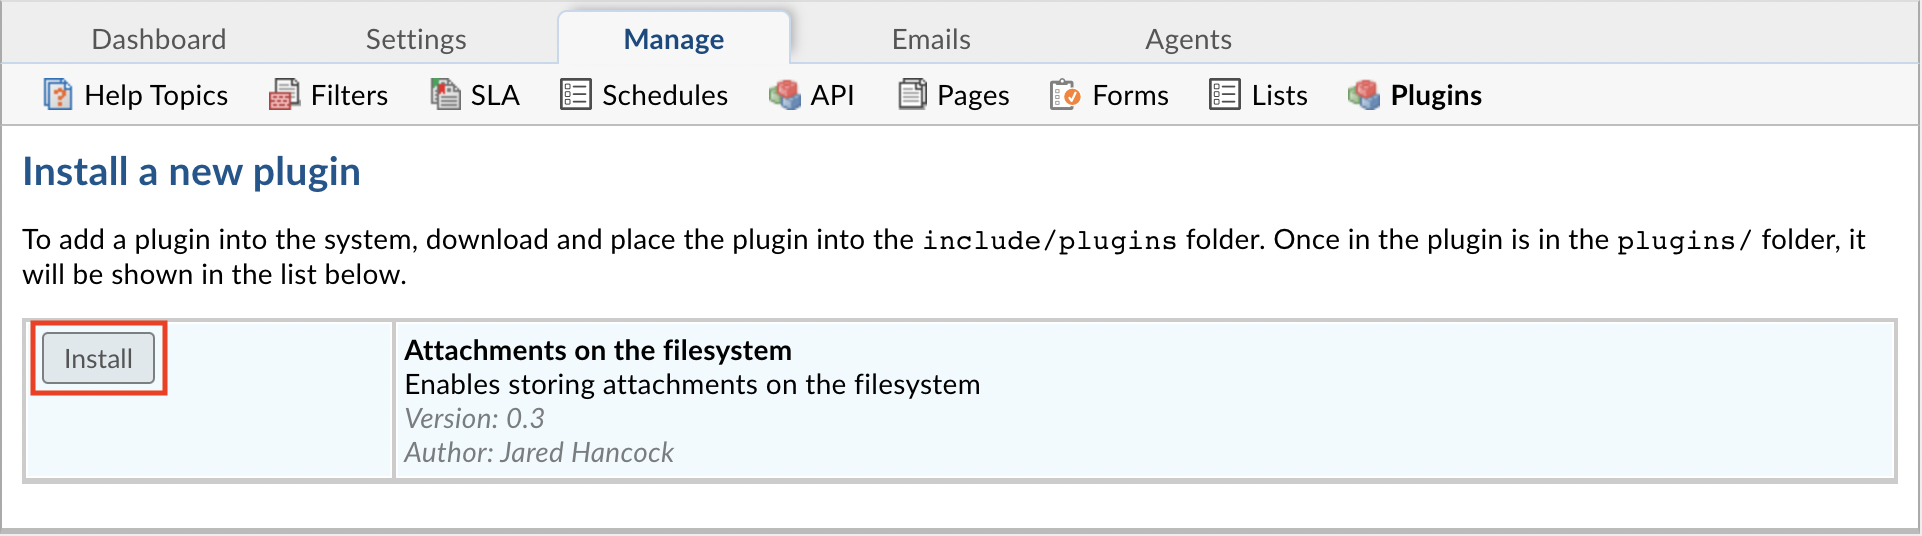 Dashboard Settings Manage Emails Agents
Help Topics Filters SLA Schedules API Pages Forms Lists Plugins
Install a new plugin
To add a plugin into the system, download and place the plugin into the include/plugins folder. Once in the plugin is in the plugins/ folder, it
will be shown in the list below.
Install
Attachments on the filesystem
Enables storing attachments on the filesystem
Version: 0.3
Author: Jared Hancock